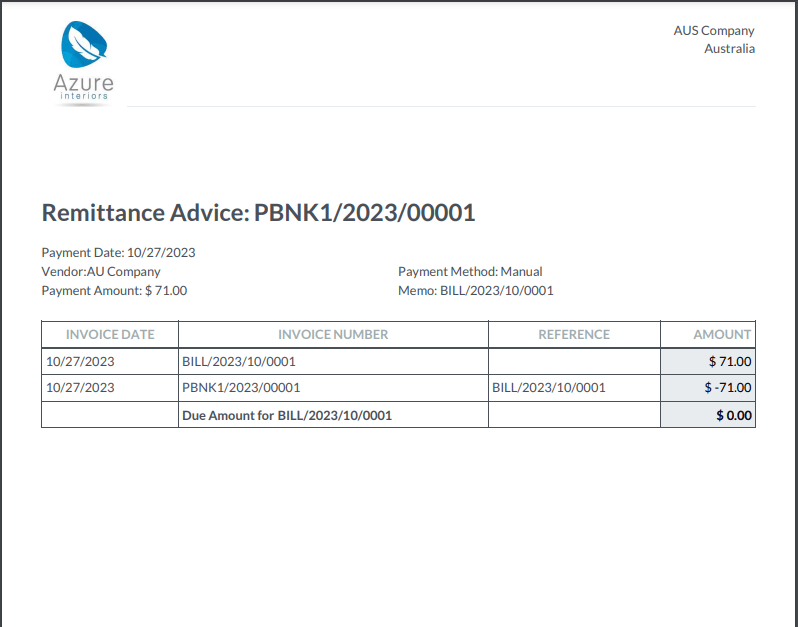 Azure
interiors
AUS Company
Australia
Remittance Advice: PBNK1/2023/00001
Payment Date: 10/27/2023
Vendor:AU Company Payment Method: Manual
Payment Amount: $ 71.00 Memo: BILL/2023/10/0001
INVOICE DATE INVOICE NUMBER REFERENCE AMOUNT
10/27/2023 BILL/2023/10/0001 $ 71.00
10/27/2023 PBNK1/2023/00001 BILL/2023/10/0001 $ -71.00
Due Amount for BILL/2023/10/0001 $ 0.00